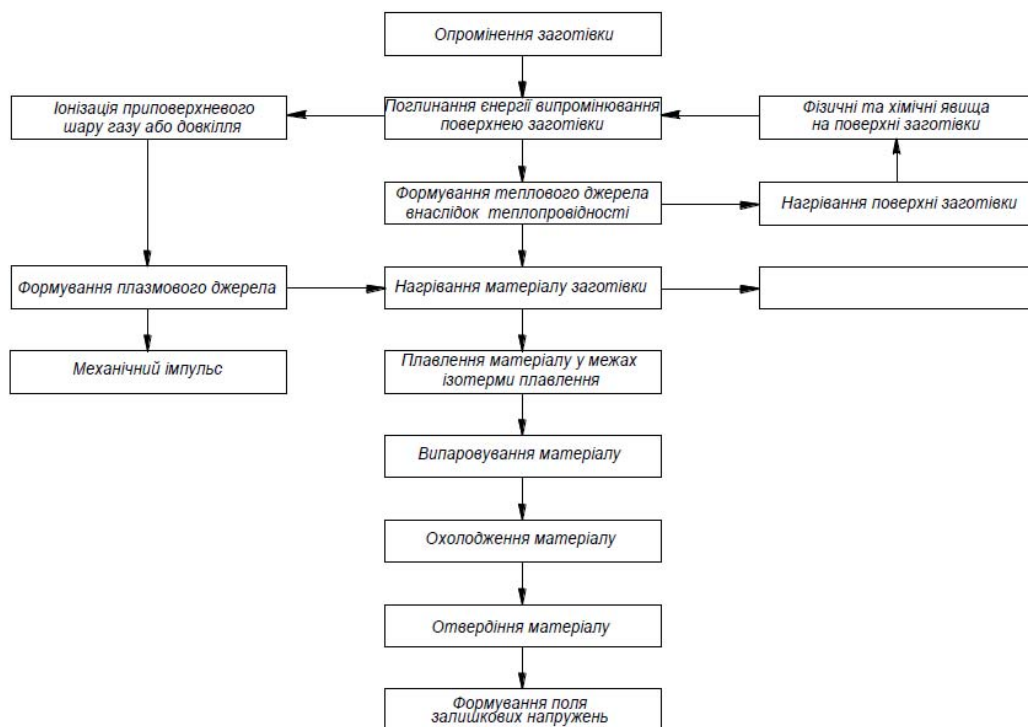 Опромінення заготівки
Іонізація приповерхневого
шару газу або довкілля
Поглинання єнергії випромінювання
поверхнею заготівки
Фізичні та хімічні явища
на поверхні заготівки
Формування теплового джерела
внаслідок теплопровідності
Нагрівання поверхні заготівки
Формування плазмового джерела
Нагрівання матеріалу заготівки
Механічний імпульс
Плавлення матеріалу у межах
ізотерми плавлення
Випаровування матеріалу
Охолодження матеріалу
Отвердіння матеріалу
Формування поля
залишкових напружень